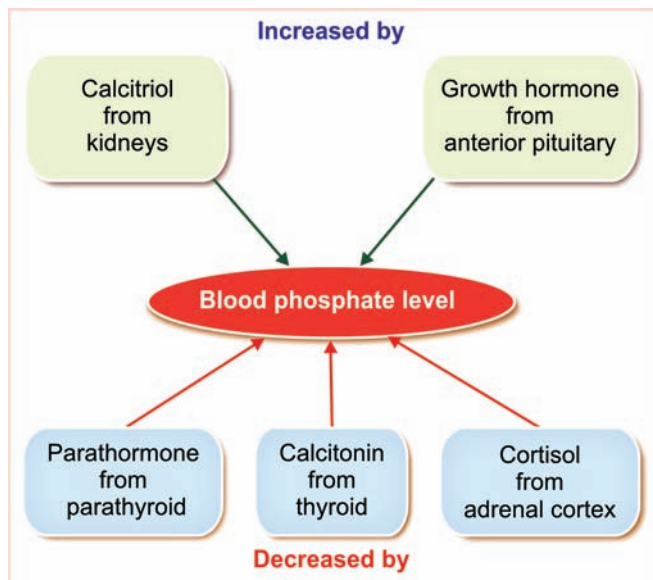 Increased by
Calcitriol
from
kidneys
Growth hormone
from
anterior pituitary
Blood phosphate level
Parathormone
from
parathyroid
Calcitonin
from
thyroid
Cortisol
from
adrenal cortex
Decreased by